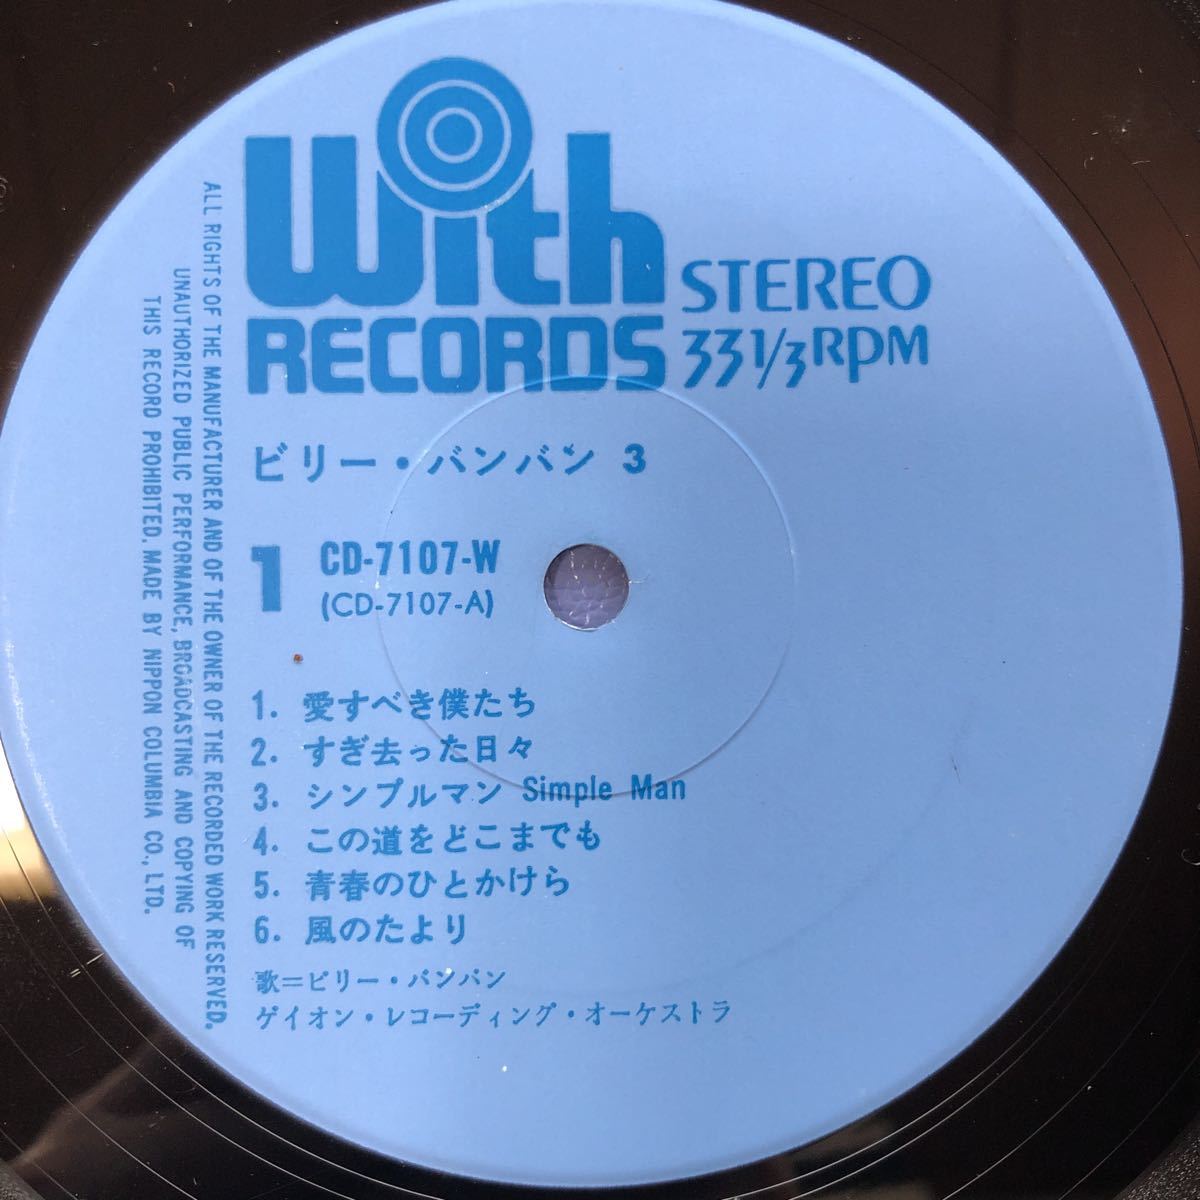 With
RECORDS
STEREO
33 1/3 RPM
ビリー・バンバン 3
1
CD-7107-W
(CD-7107-A)
1. 愛すべき僕たち
2. すぎ去った日々
3. シンプルマン Simple Man
4. この道をどこまでも
5. 青春のひとかけら
6. 風のたより
歌＝ビリー・バンバン
ゲイオン・レコーディング・オーケストラ
ALL RIGHTS OF THE MANUFACTURER AND OF THE OWNER OF THE RECORDED WORK RESERVED.
UNAUTHORIZED PUBLIC PERFORMANCE, BROADCASTING AND COPYING OF
THIS RECORD PROHIBITED. MADE BY NIPPON COLUMBIA CO., LTD.